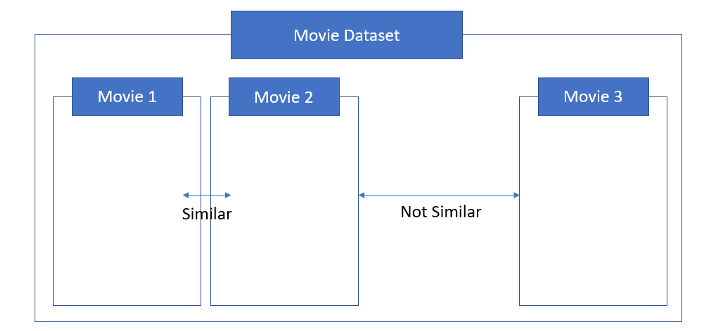 Movie Dataset
Movie 1
Movie 2
Movie 3
Similar
Not Similar